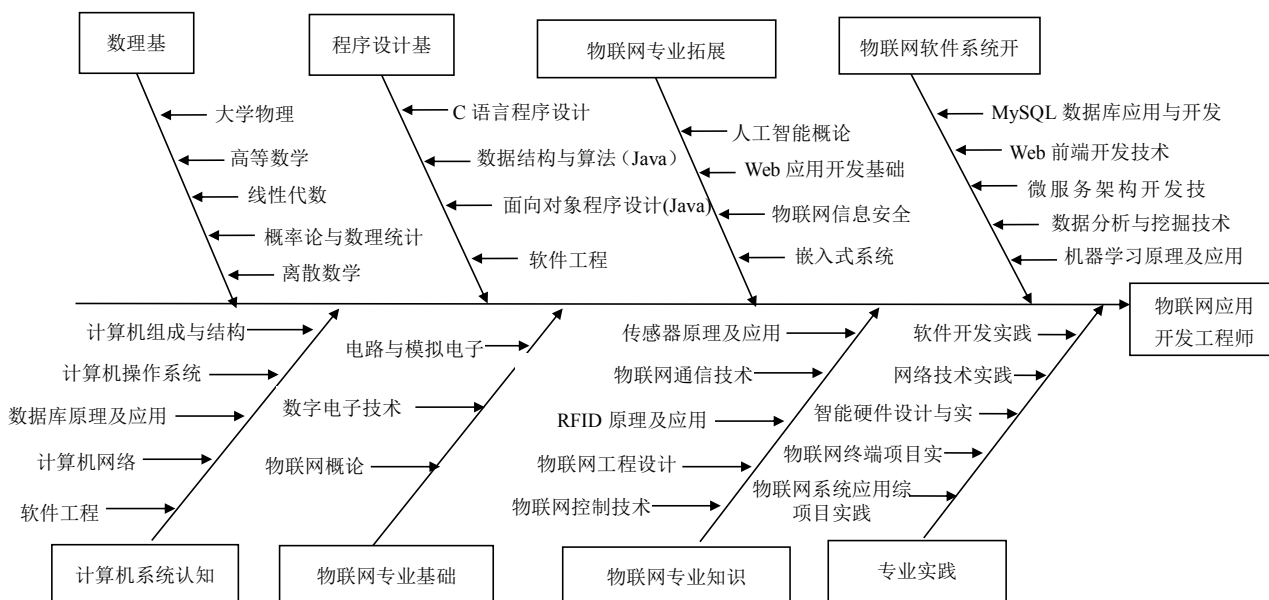 数理基
程序设计基
物联网专业拓展
物联网软件系统开
大学物理
高等数学
线性代数
概率论与数理统计
离散数学
C 语言程序设计
数据结构与算法（Java）
面向对象程序设计(Java)
软件工程
人工智能概论
Web 应用开发基础
物联网信息安全
嵌入式系统
MySQL 数据库应用与开发
Web 前端开发技术
微服务架构开发技
数据分析与挖掘技术
机器学习原理及应用
物联网应用
开发工程师
计算机组成与结构
计算机操作系统
数据库原理及应用
计算机网络
软件工程
电路与模拟电子
数字电子技术
物联网概论
传感器原理及应用
物联网通信技术
RFID 原理及应用
物联网工程设计
物联网控制技术
软件开发实践
网络技术实践
智能硬件设计与实
物联网终端项目实
物联网系统应用综
项目实践
计算机系统认知
物联网专业基础
物联网专业知识
专业实践